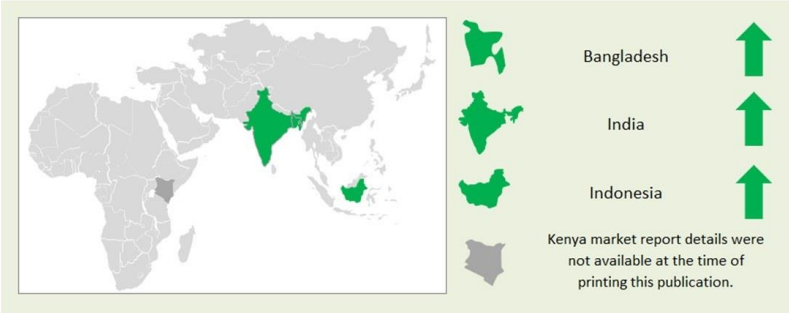 Bangladesh
India
Indonesia
Kenya market report details were
not available at the time of
printing this publication.